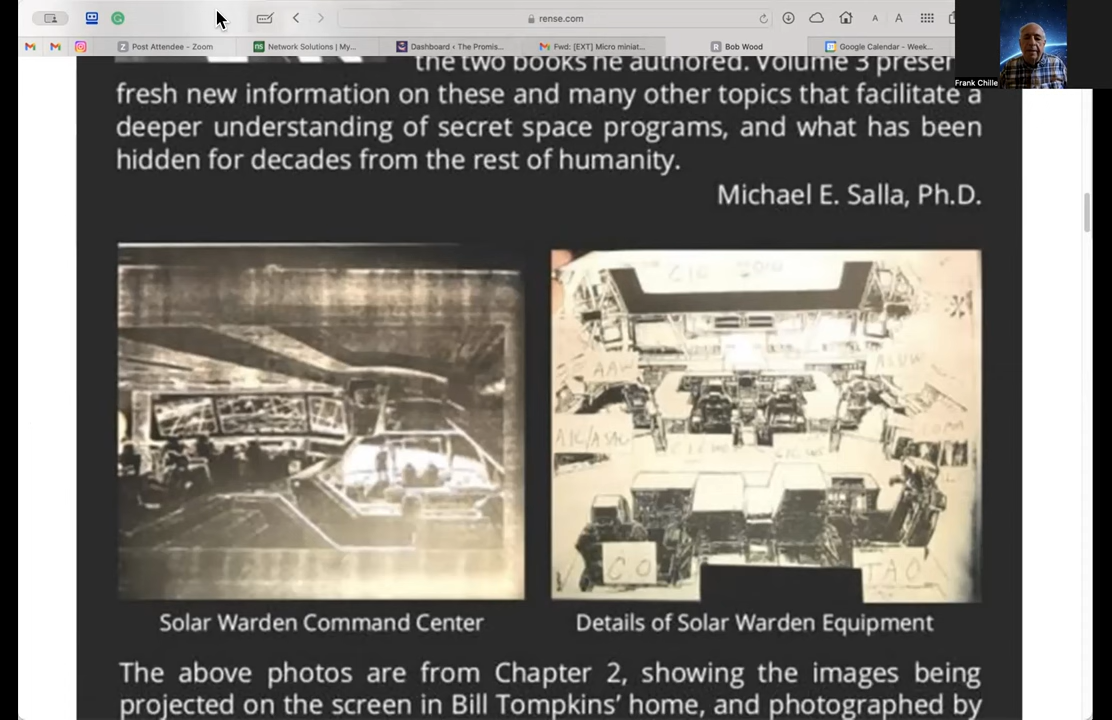 rense.com
A
A
Post Attendee - Zoom
ns
Network Solutions | My...
Dashboard ‹ The Promis...
Fwd: [EXT] Micro miniat...
R
Bob Wood
Google Calendar - Week...
Frank Chille
the two books he authored. Volume 3 presen
fresh new information on these and many other topics that facilitate a
deeper understanding of secret space programs, and what has been
hidden for decades from the rest of humanity.
Michael E. Salla, Ph.D.
CIC
AAW
ASUW
CO
TAO
Solar Warden Command Center
Details of Solar Warden Equipment
The above photos are from Chapter 2, showing the images being
projected on the screen in Bill Tompkins' home, and photographed by